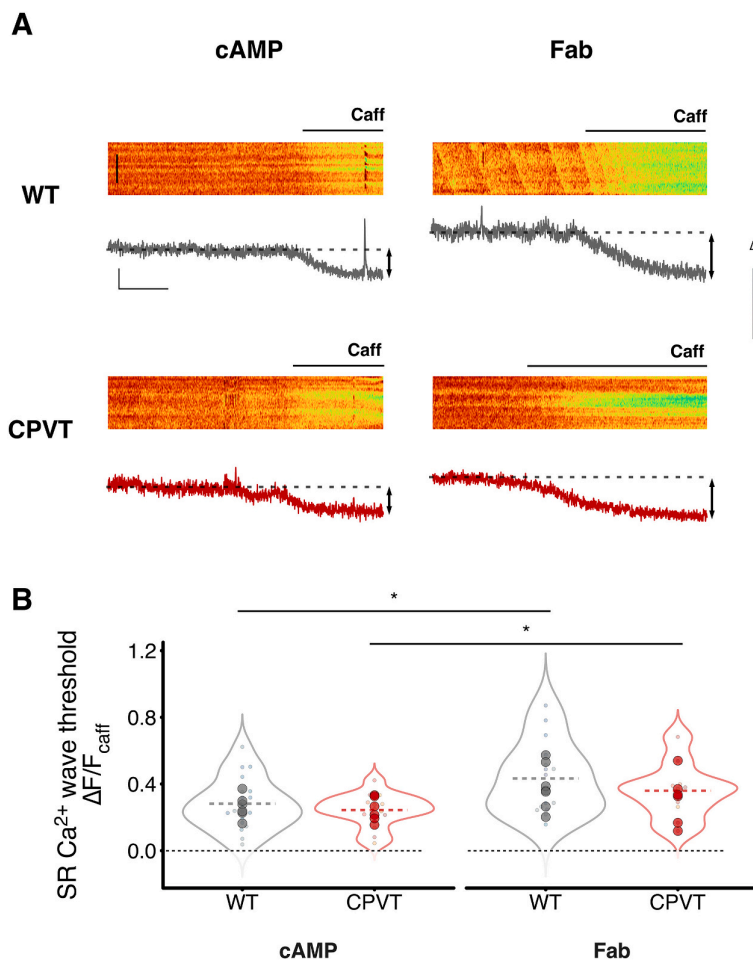 A
cAMP
Fab
Caff
Caff
WT
Caff
Caff
CPVT
B
*
*
SR Ca²⁺ wave threshold
ΔF/F_caff
1.2
0.8
0.4
0.0
WT
CPVT
WT
CPVT
cAMP
Fab